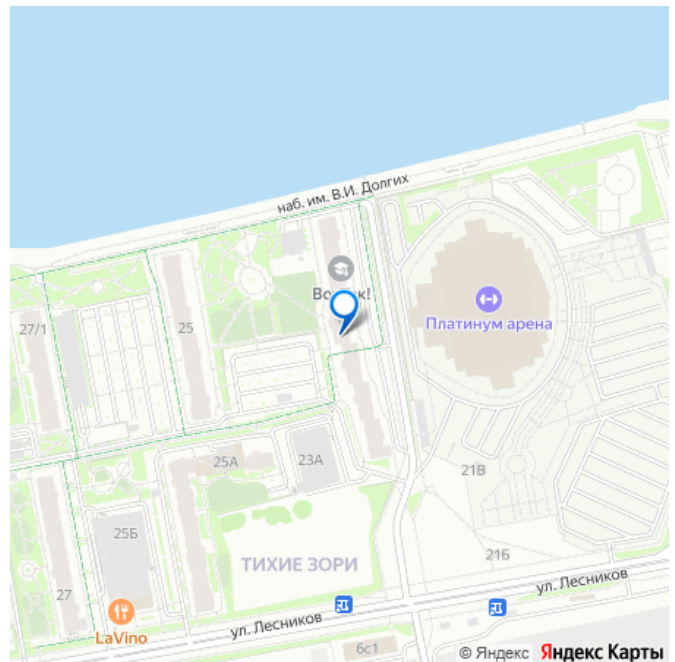 наб. им. В.И. Долгих
27/1
25
Платинум арена
25А
23А
21В
25Б
ТИХИЕ ЗОРИ
21Б
27
ул. Лесников
LaVino
ул. Лесников
6с1
© Яндекс Яндекс Карты